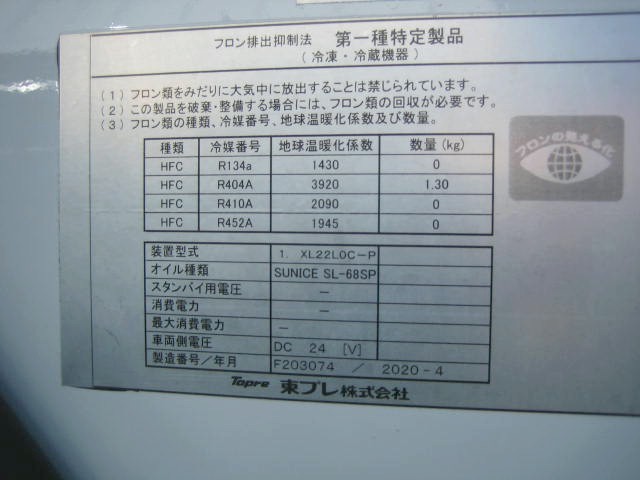 フロン排出抑制法 第一種特定製品
(冷凍・冷蔵機器)
(1) フロン類をみだりに大気中に放出することは禁じられています。
(2) この製品を破棄・整備する場合には、フロン類の回収が必要です。
(3) フロン類の種類、冷媒番号、地球温暖化係数及び数量。
種類 冷媒番号 地球温暖化係数 数量(kg)
HFC R134a 1430 0
HFC R404A 3920 1.30
HFC R410A 2090 0
HFC R452A 1945 0
フロンの見える化
装置型式 1. XL22LOC-P
オイル種類 SUNICE SL-68SP
スタンバイ用電圧 －
消費電力 －
最大消費電力 －
車両側電圧 DC 24 [V]
製造番号／年月 F203074 ／ 2020-4
Topre 東プレ株式会社